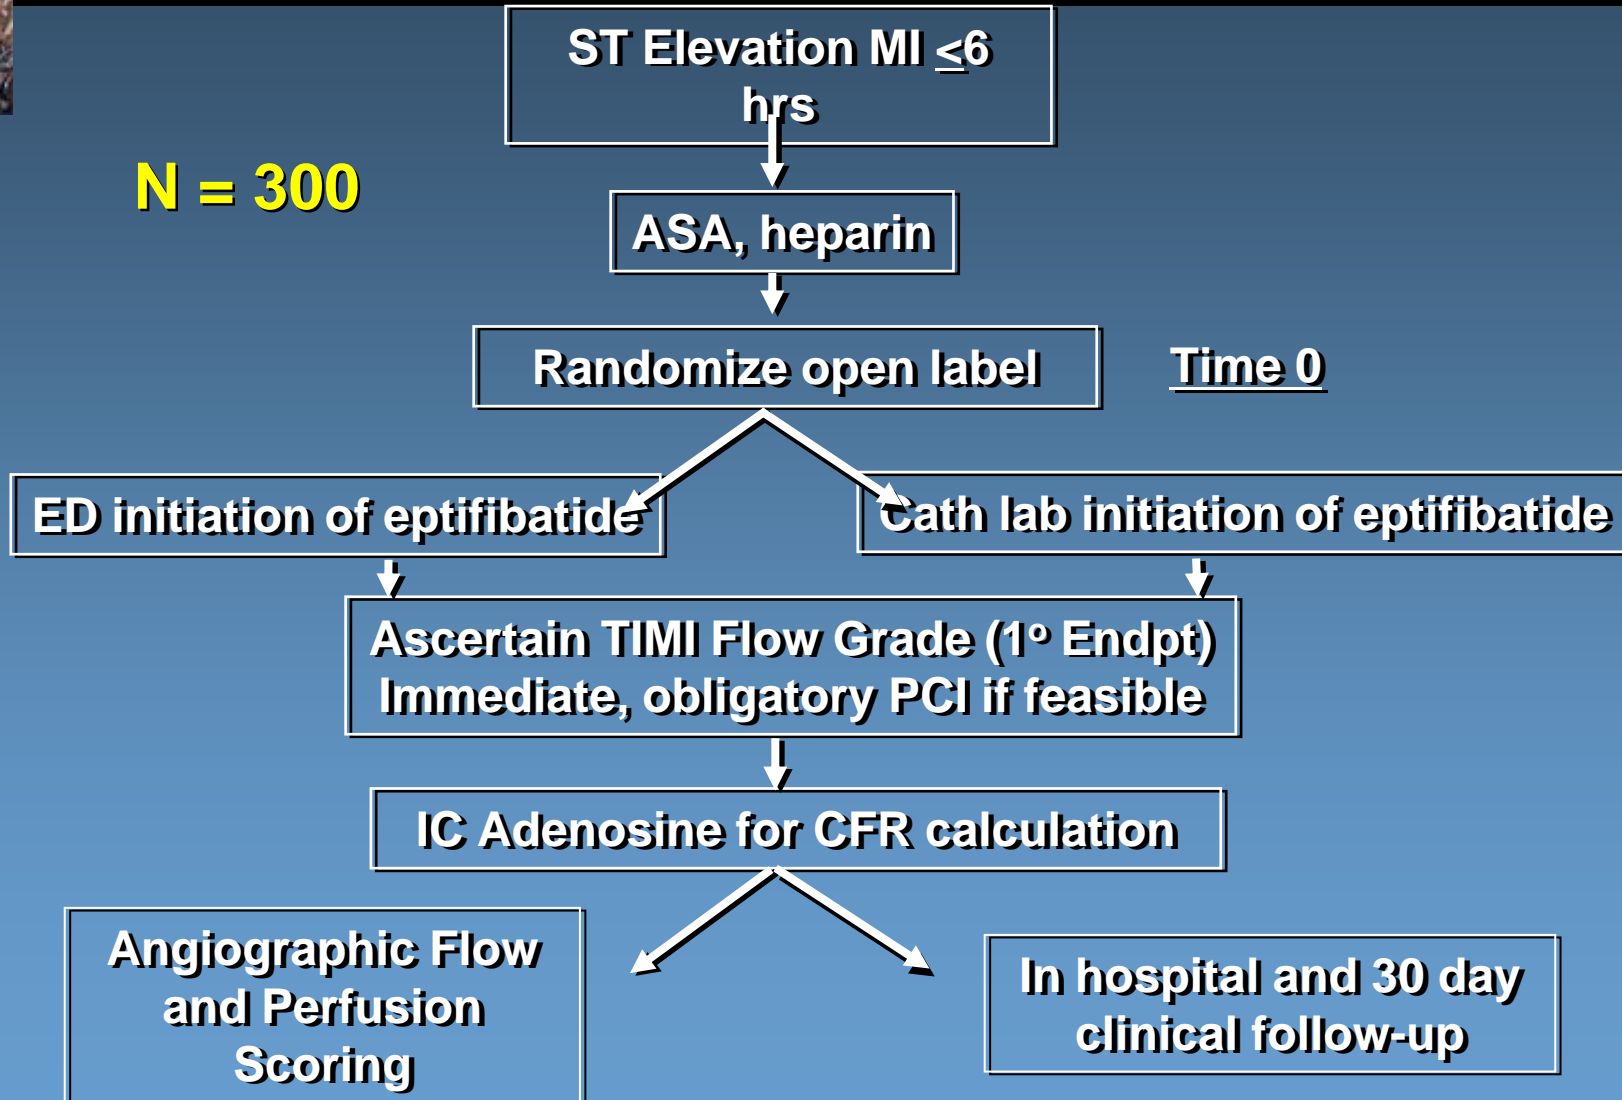 ST Elevation MI ≤6
hrs
N = 300
ASA, heparin
Randomize open label
Time 0
ED initiation of eptifibatide
Cath lab initiation of eptifibatide
Ascertain TIMI Flow Grade (1º Endpt)
Immediate, obligatory PCI if feasible
IC Adenosine for CFR calculation
Angiographic Flow
and Perfusion
Scoring
In hospital and 30 day
clinical follow-up